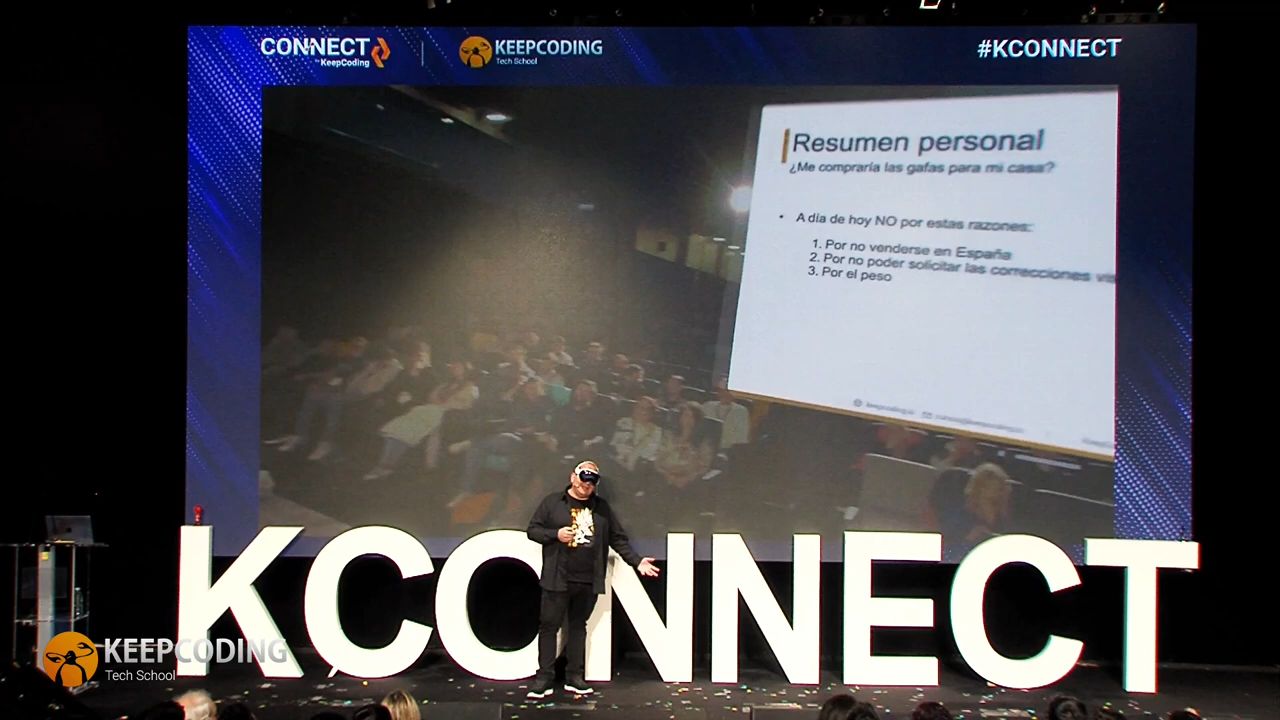 CONNECT
by KeepCoding
KEEPCODING
Tech School
#KCONNECT
Resumen personal
¿Me compraría las gafas para mi casa?
• A día de hoy NO por estas razones:
1. Por no venderse en España
2. Por no poder solicitar las correcciones
3. Por el peso
KCONNECT
KEEPCODING
Tech School